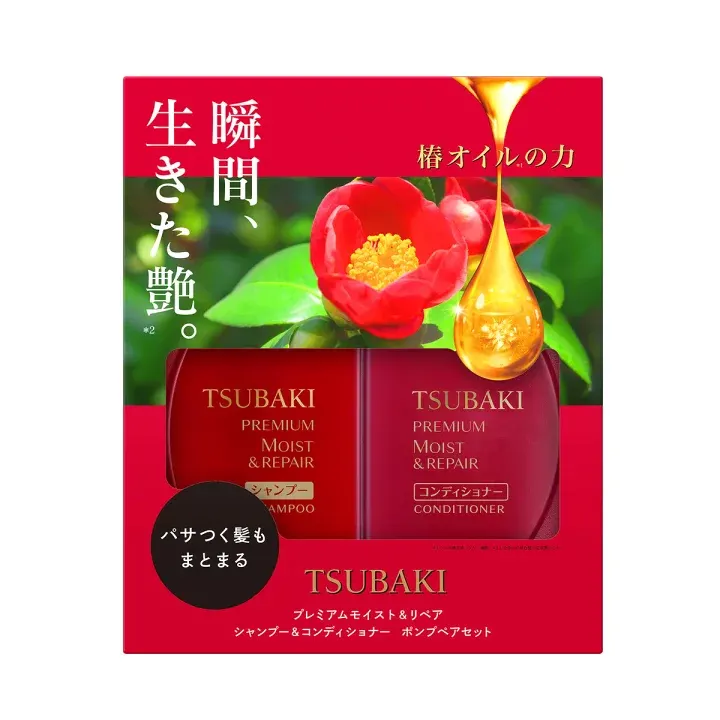 瞬間、
生きた艶。
*2
椿オイル*1の力
TSUBAKI
PREMIUM
MOIST
& REPAIR
シャンプー
AMPOO
TSUBAKI
PREMIUM
MOIST
& REPAIR
コンディショナー
CONDITIONER
パサつく髪も
まとまる
TSUBAKI
プレミアムモイスト&リペア
シャンプー&コンディショナー ポンプペアセット